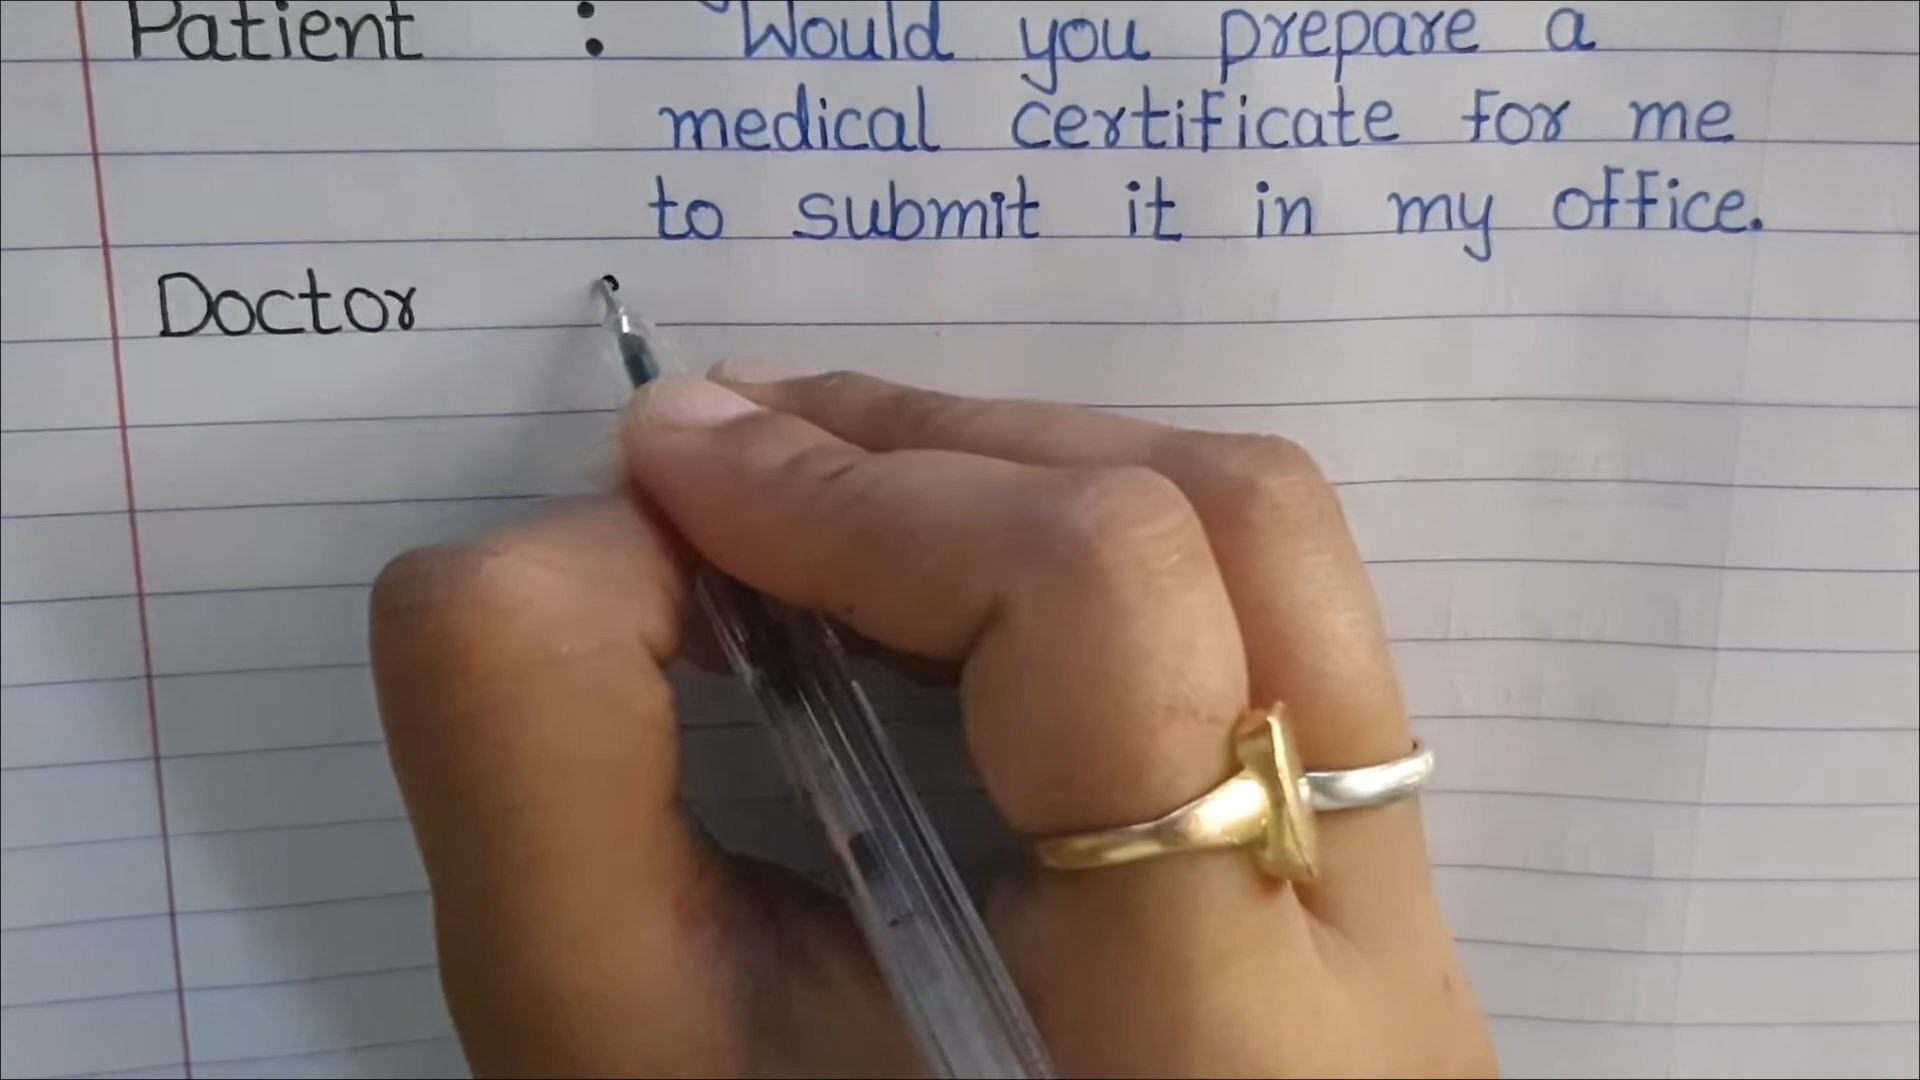 Patient : "Would you prepare a
medical certificate for me
to submit it in my office.
Doctor